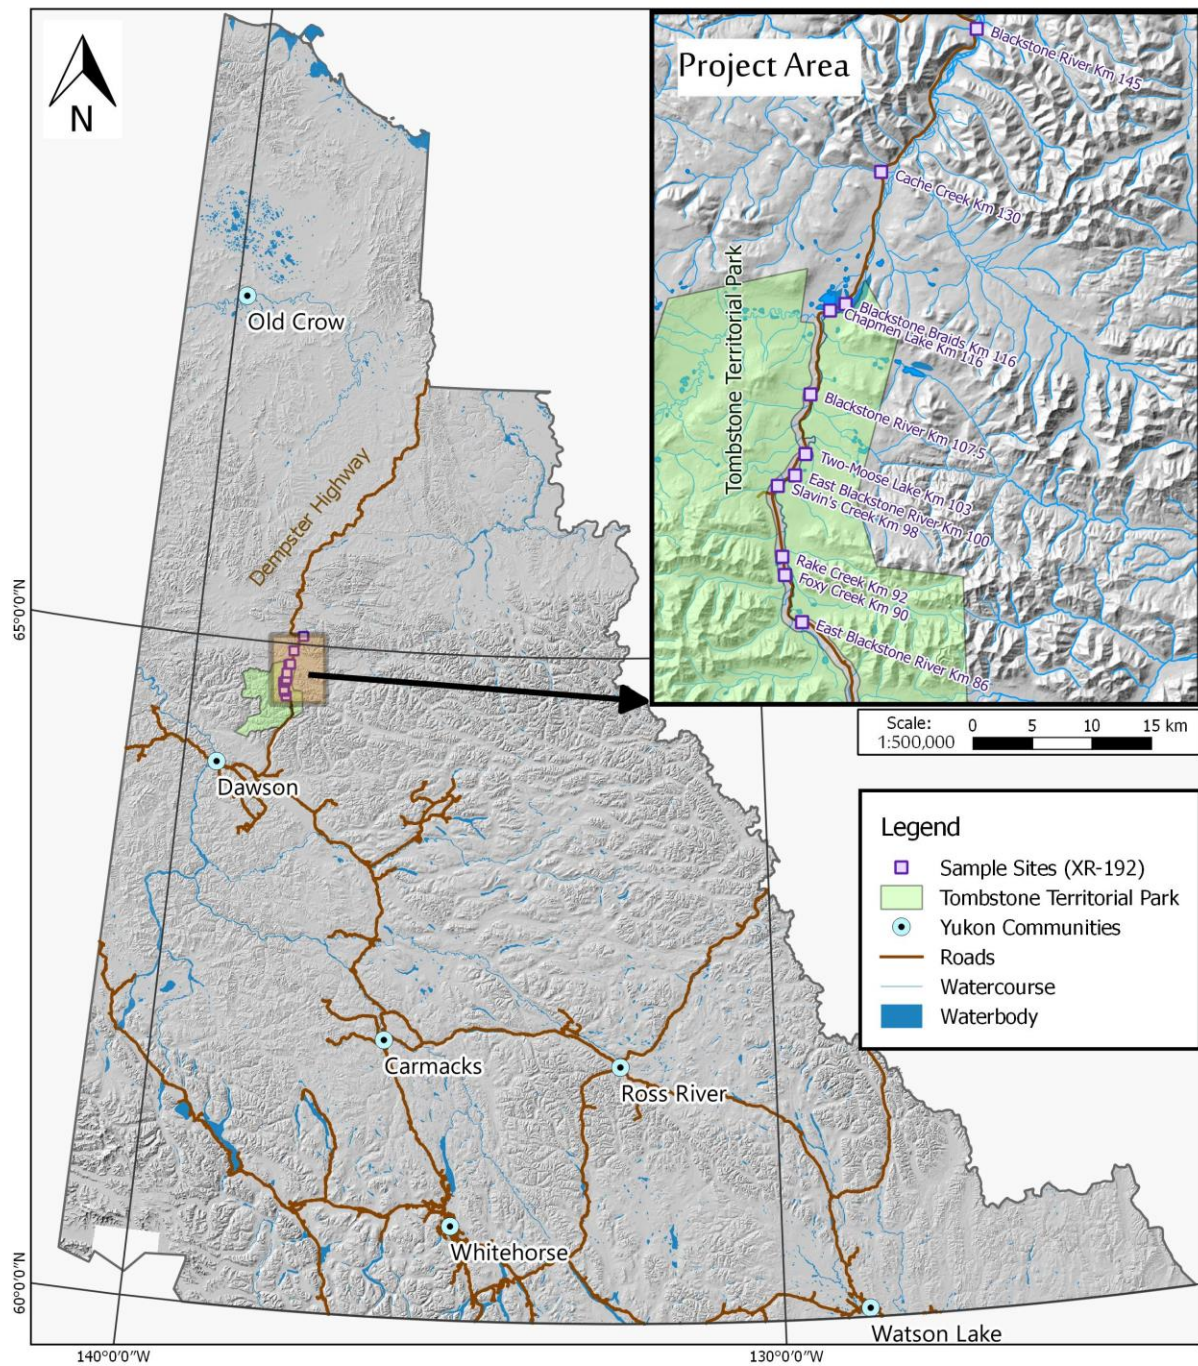 N
Project Area
Blackstone River Km 145
Cache Creek Km 130
Tombstone Territorial Park
Blackstone Braids Km 116
Chapmen Lake Km 116
Blackstone River Km 107.5
Two-Moose Lake Km 103
East Blackstone River Km 100
Slavin's Creek Km 98
Rake Creek Km 92
Foxy Creek Km 90
East Blackstone River Km 86
Old Crow
Dempster Highway
65°0'0"N
Scale:
1:500,000
0 5 10 15 km
Dawson
Legend
Sample Sites (XR-192)
Tombstone Territorial Park
Yukon Communities
Roads
Watercourse
Waterbody
Carmacks
Ross River
Whitehorse
60°0'0"N
Watson Lake
140°0'0"W
130°0'0"W